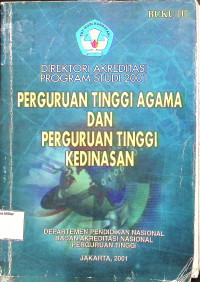 BUKU III
DIREKTORI AKREDITASI
PROGRAM STUDI 2001
PERGURUAN TINGGI AGAMA
DAN
PERGURUAN TINGGI
KEDINASAN
DEPARTEMEN PENDIDIKAN NASIONAL
BADAN AKREDITASI NASIONAL
PERGURUAN TINGGI
JAKARTA, 2001